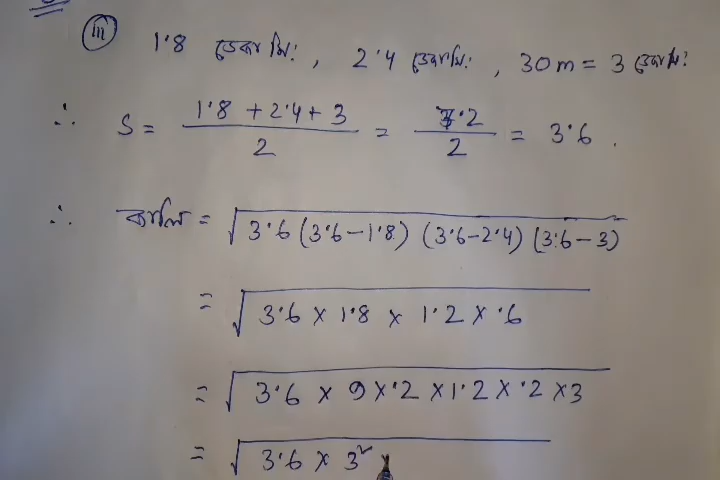 (iii) 1.8 ডেকামি: , 2.4 ডেকামি: , 30m = 3 ডেকামি:
∴ S = (1.8 + 2.4 + 3)/2 = 7.2/2 = 3.6 .
∴ কালি = √(3.6 (3.6-1.8) (3.6-2.4) (3.6-3))
= √(3.6 × 1.8 × 1.2 × .6)
= √(3.6 × 9 × .2 × 1.2 × .2 × 3)
= √(3.6 × 3²)